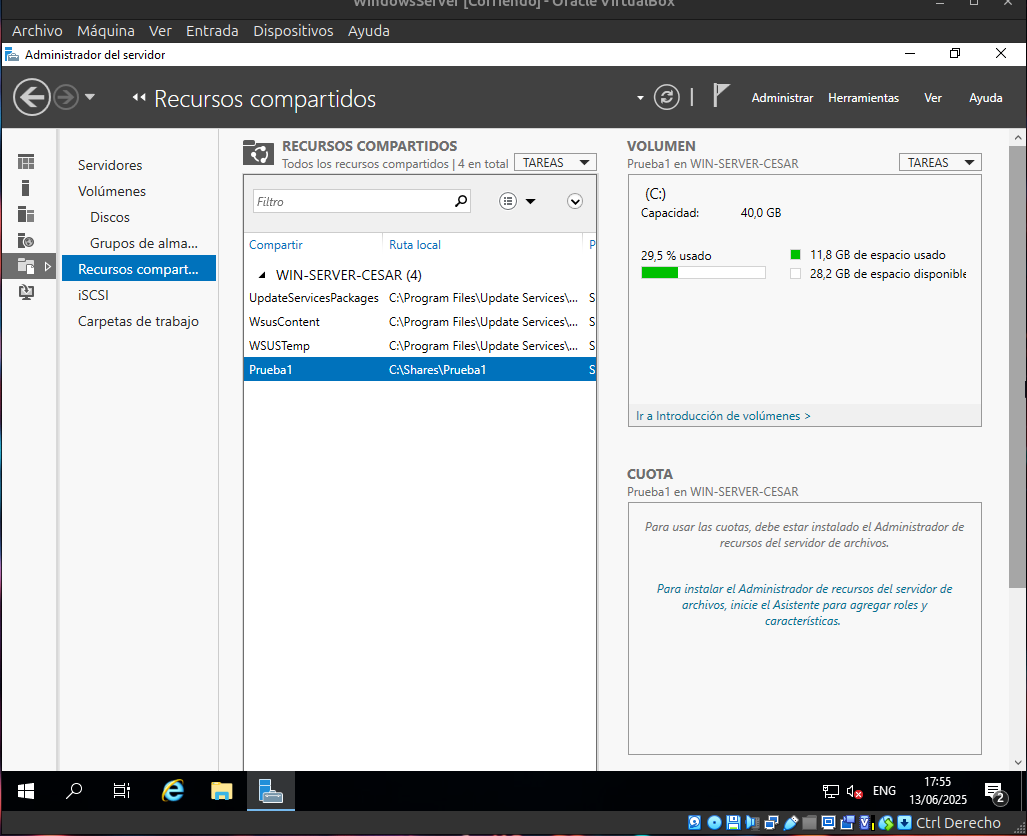 WindowsServer [Corriendo] - Oracle VirtualBox
Archivo Máquina Ver Entrada Dispositivos Ayuda
Administrador del servidor
Recursos compartidos
Administrar Herramientas Ver Ayuda
Servidores
Volúmenes
Discos
Grupos de alma...
Recursos compart...
iSCSI
Carpetas de trabajo
RECURSOS COMPARTIDOS
Todos los recursos compartidos | 4 en total
TAREAS
Filtro
Compartir Ruta local P
WIN-SERVER-CESAR (4)
UpdateServicesPackages C:\Program Files\Update Services\... S
WsusContent C:\Program Files\Update Services\... S
WSUSTemp C:\Program Files\Update Services\... S
Prueba1 C:\Shares\Prueba1 S
VOLUMEN
Prueba1 en WIN-SERVER-CESAR
TAREAS
(C:)
Capacidad: 40,0 GB
29,5 % usado
11,8 GB de espacio usado
28,2 GB de espacio disponible
Ir a Introducción de volúmenes >
CUOTA
Prueba1 en WIN-SERVER-CESAR
Para usar las cuotas, debe estar instalado el Administrador de
recursos del servidor de archivos.
Para instalar el Administrador de recursos del servidor de
archivos, inicie el Asistente para agregar roles y
características.
ENG
17:55
13/06/2025
2
Ctrl Derecho